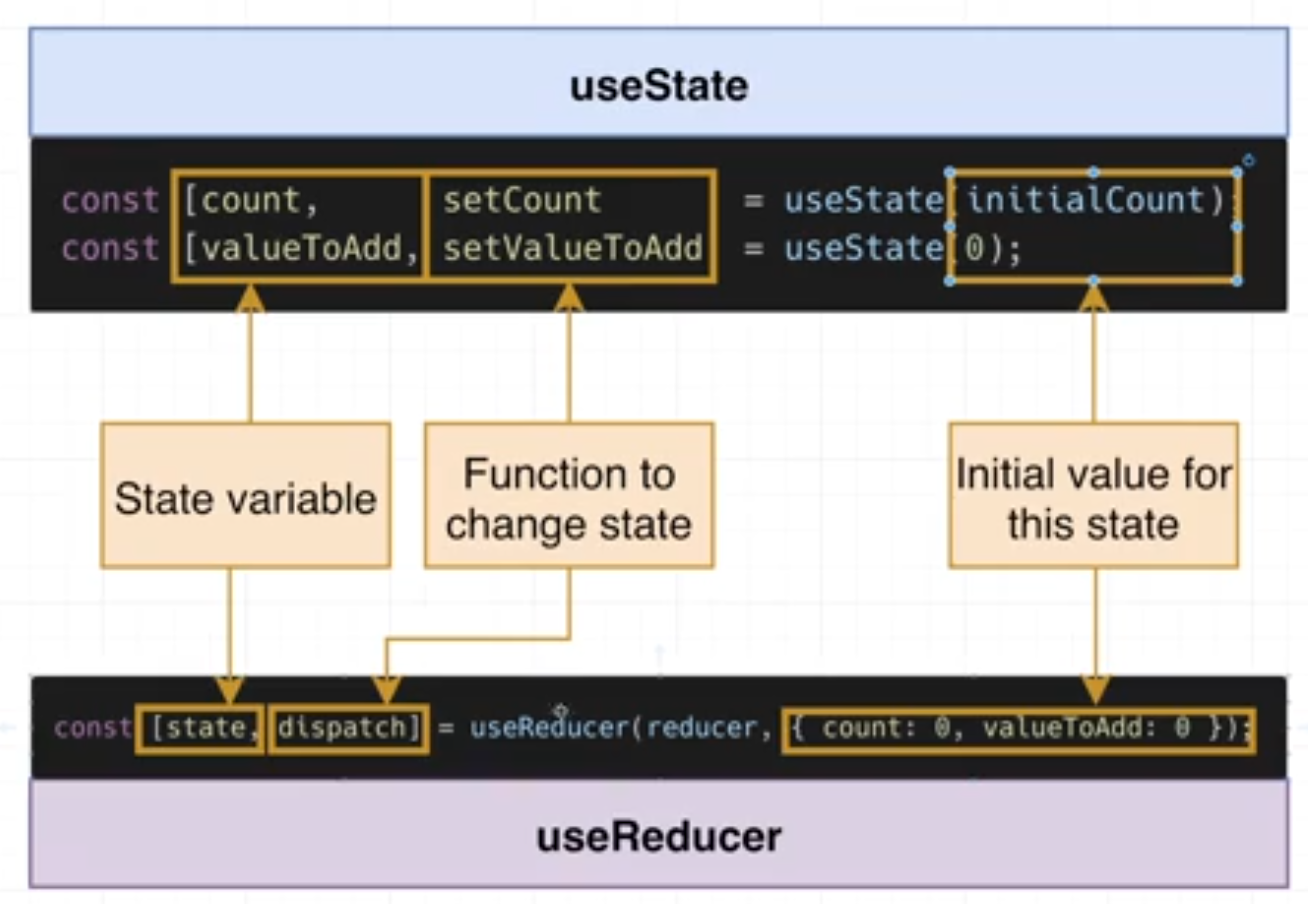 useState
const [count, setCount = useState(initialCount);
const [valueToAdd, setValueToAdd = useState(0);
State variable
Function to
change state
Initial value for
this state
const [state, dispatch] = useReducer(reducer, { count: 0, valueToAdd: 0 });
useReducer